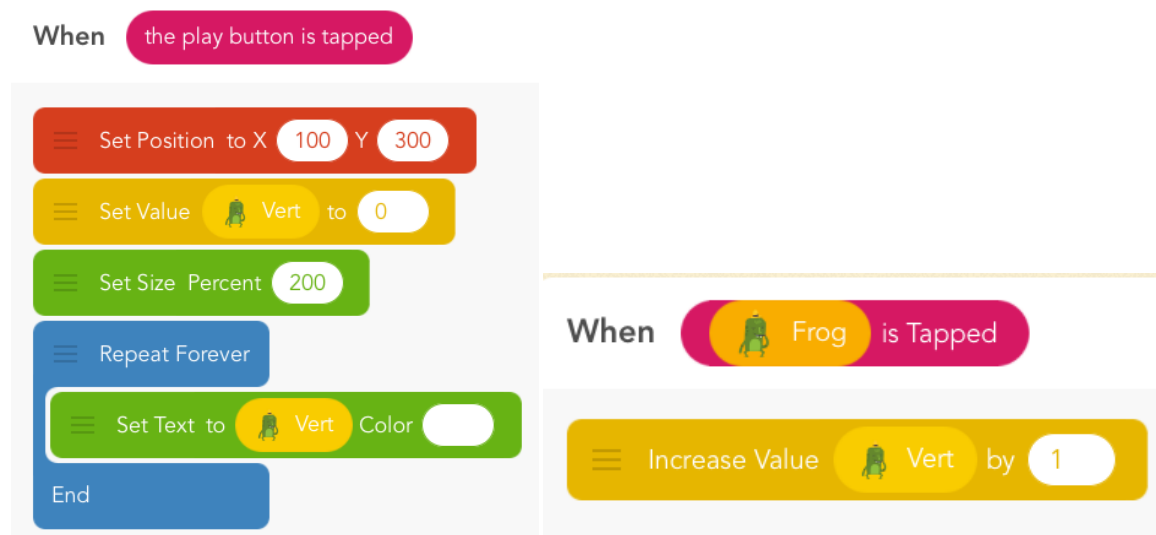 When the play button is tapped
Set Position to X 100 Y 300
Set Value Vert to 0
Set Size Percent 200
Repeat Forever
Set Text to Vert Color
End
When Frog is Tapped
Increase Value Vert by 1